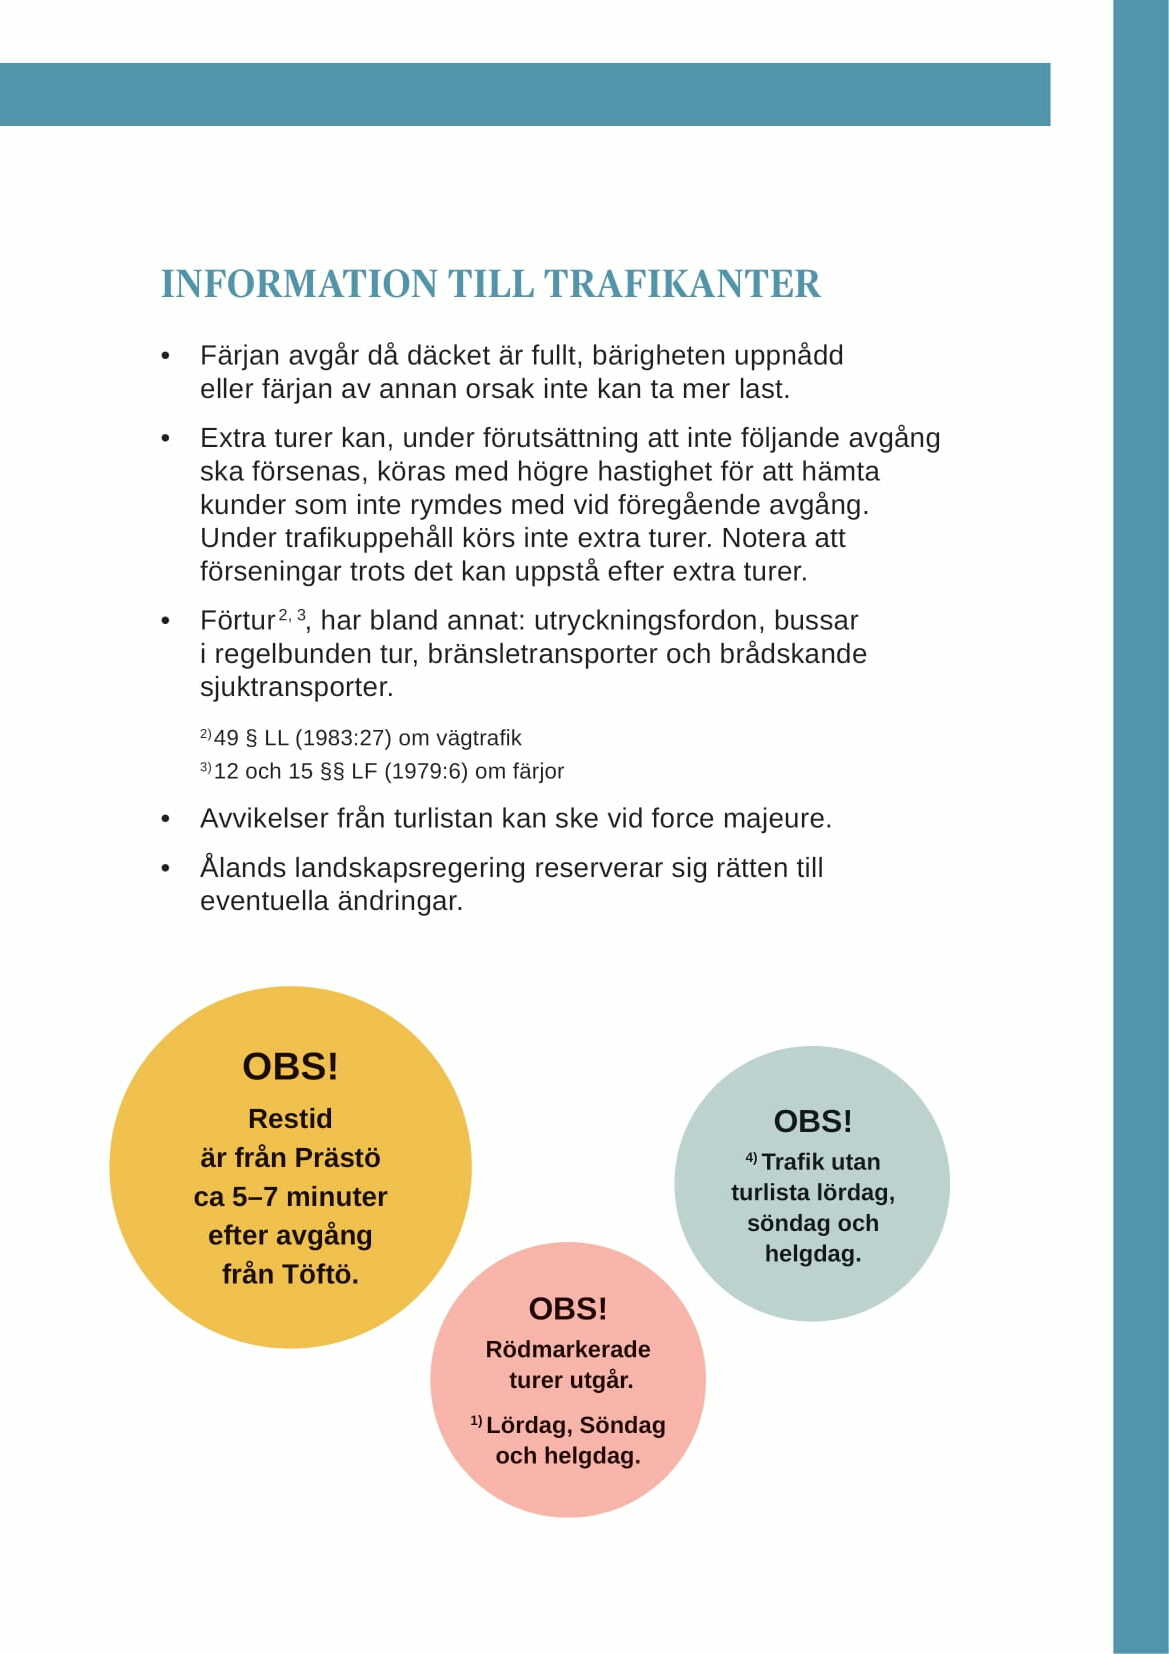 INFORMATION TILL TRAFIKANTER
• Färjan avgår då däcket är fullt, bärigheten uppnådd
eller färjan av annan orsak inte kan ta mer last.
• Extra turer kan, under förutsättning att inte följande avgång
ska försenas, köras med högre hastighet för att hämta
kunder som inte rymdes med vid föregående avgång.
Under trafikuppehåll körs inte extra turer. Notera att
förseningar trots det kan uppstå efter extra turer.
• Förtur 2, 3, har bland annat: utryckningsfordon, bussar
i regelbunden tur, bränsletransporter och brådskande
sjuktransporter.
2) 49 § LL (1983:27) om vägtrafik
3) 12 och 15 §§ LF (1979:6) om färjor
• Avvikelser från turlistan kan ske vid force majeure.
• Ålands landskapsregering reserverar sig rätten till
eventuella ändringar.
OBS!
Restid
är från Prästö
ca 5–7 minuter
efter avgång
från Töftö.
OBS!
4) Trafik utan
turlista lördag,
söndag och
helgdag.
OBS!
Rödmarkerade
turer utgår.
1) Lördag, Söndag
och helgdag.